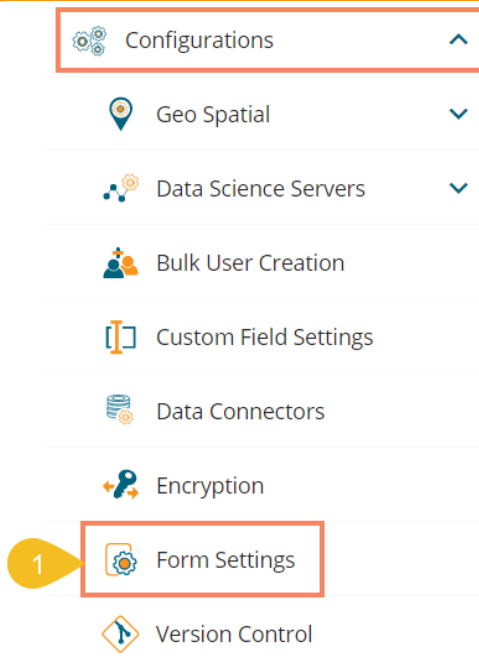 Configurations
Geo Spatial
Data Science Servers
Bulk User Creation
Custom Field Settings
Data Connectors
Encryption
1 Form Settings
Version Control